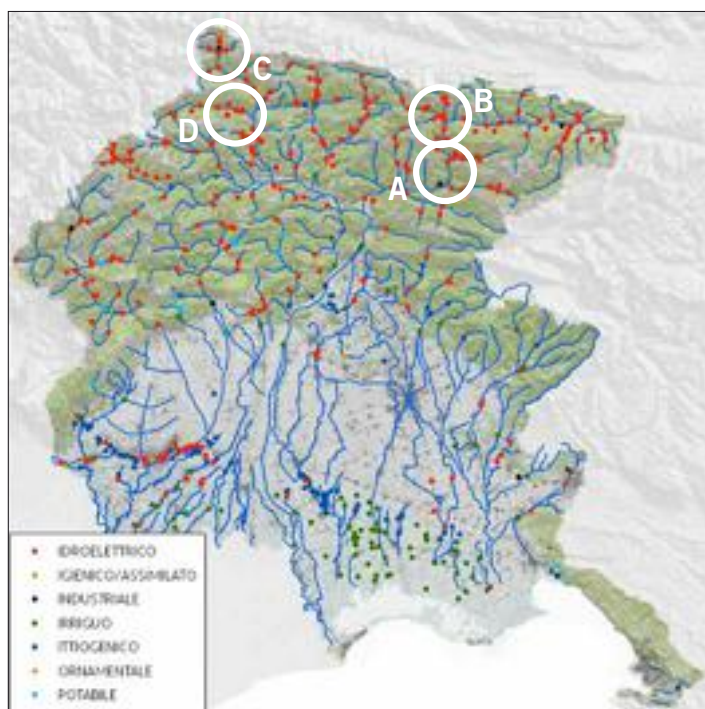 C
B
D
A
IDROELETTRICO
IGIENICO/ASSIMILATO
INDUSTRIALE
IRRIGUO
ITTIOGENICO
ORNAMENTALE
POTABILE